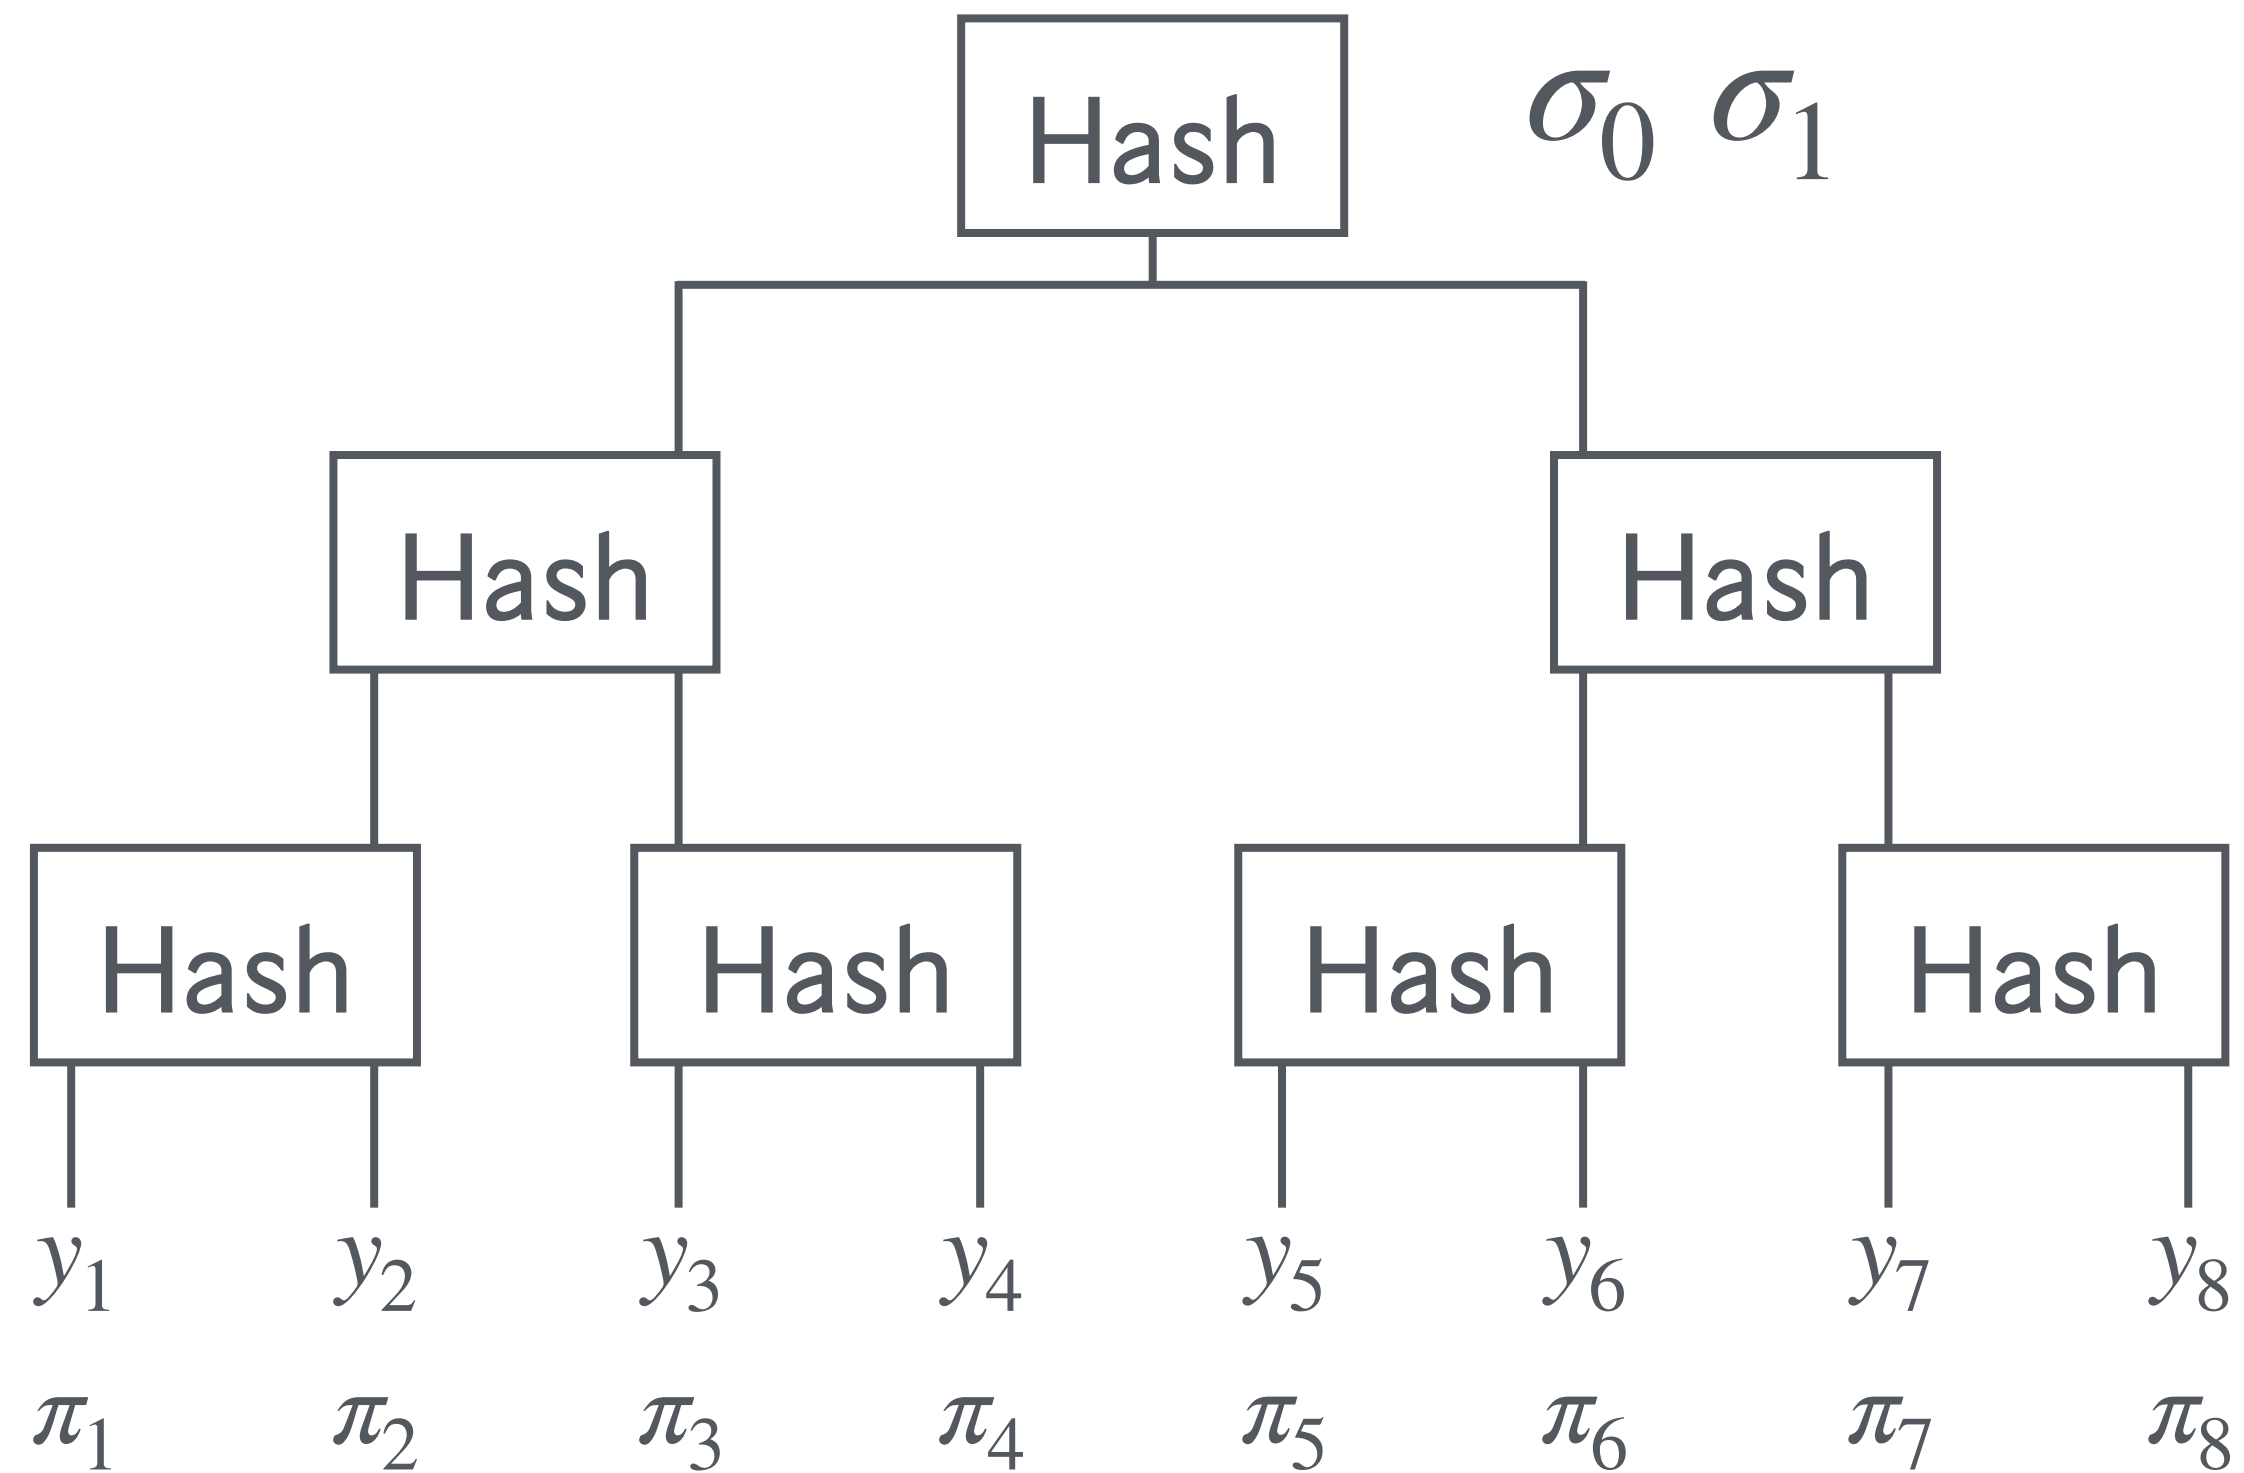 Hash σ₀ σ₁
Hash Hash
Hash Hash Hash Hash
y₁ y₂ y₃ y₄ y₅ y₆ y₇ y₈
π₁ π₂ π₃ π₄ π₅ π₆ π₇ π₈